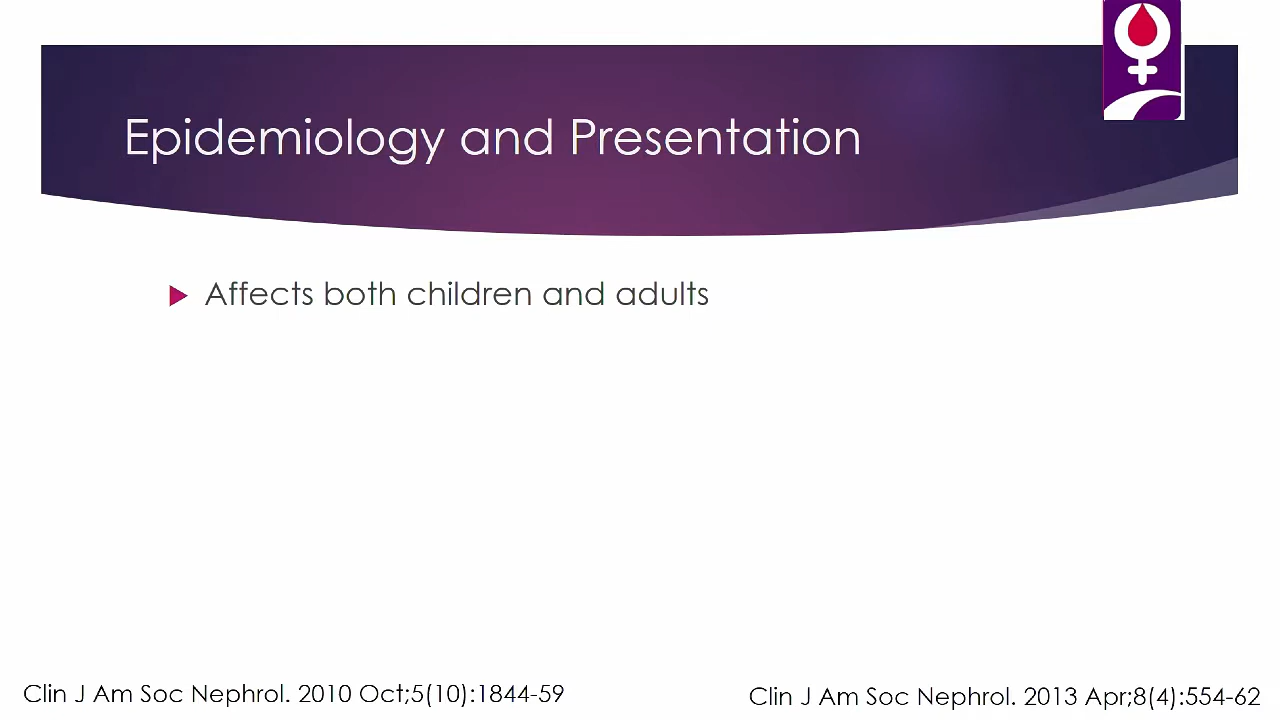 Epidemiology and Presentation
Affects both children and adults
Clin J Am Soc Nephrol. 2010 Oct;5(10):1844-59
Clin J Am Soc Nephrol. 2013 Apr;8(4):554-62